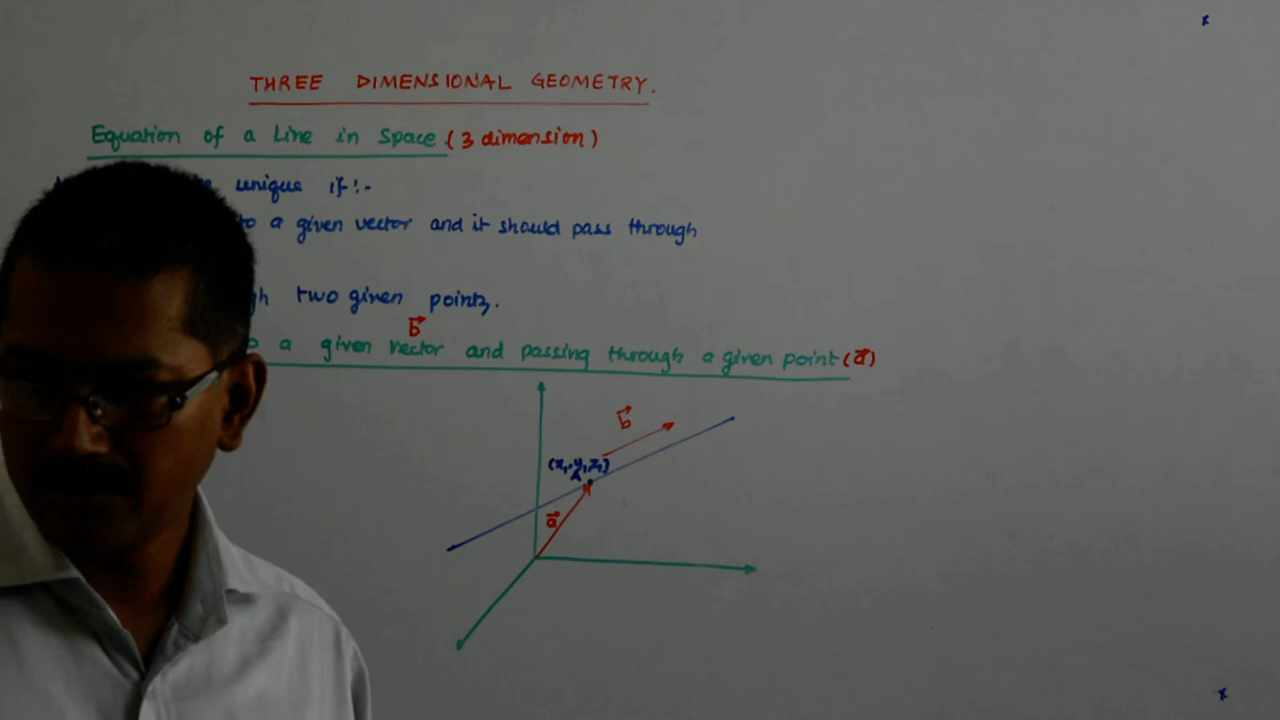 THREE DIMENSIONAL GEOMETRY.
Equation of a Line in Space (3 dimension)
unique if :-
to a given vector and it should pass through
two given points.
b⃗
a given vector and passing through a given point (a⃗)
b⃗
(x₁, y₁, z₁)
A
a⃗